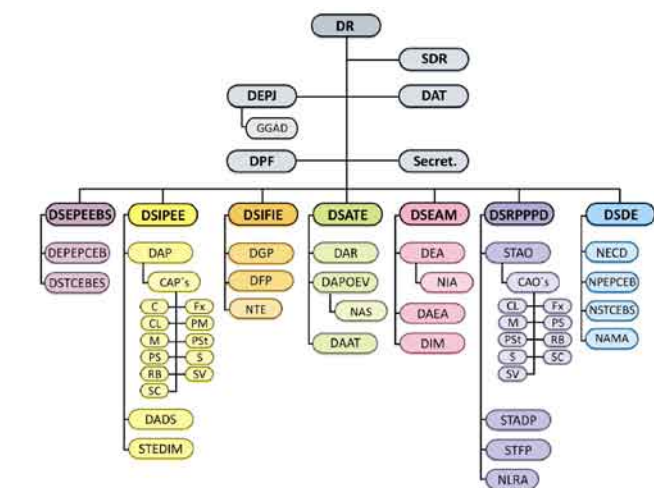 DR
SDR
DEPJ DAT
GGAD
DPF Secret.
DSEPEEBS DSIPEE DSIFIE DSATE DSEAM DSRPPPD DSDE
DEPEPCEB DAP DGP DAR DEA STAO NECD
DSTCEBES CAP´s DFP DAPOEV NIA CAO´s NPEPCEB
C Fx NTE NAS DAEA CL Fx NSTCEBS
CL PM DAAT DIM M PS NAMA
M PSt PSt RB
PS S S SC
RB SV SV
SC
DADS STADP
STEDIM STFP
NLRA